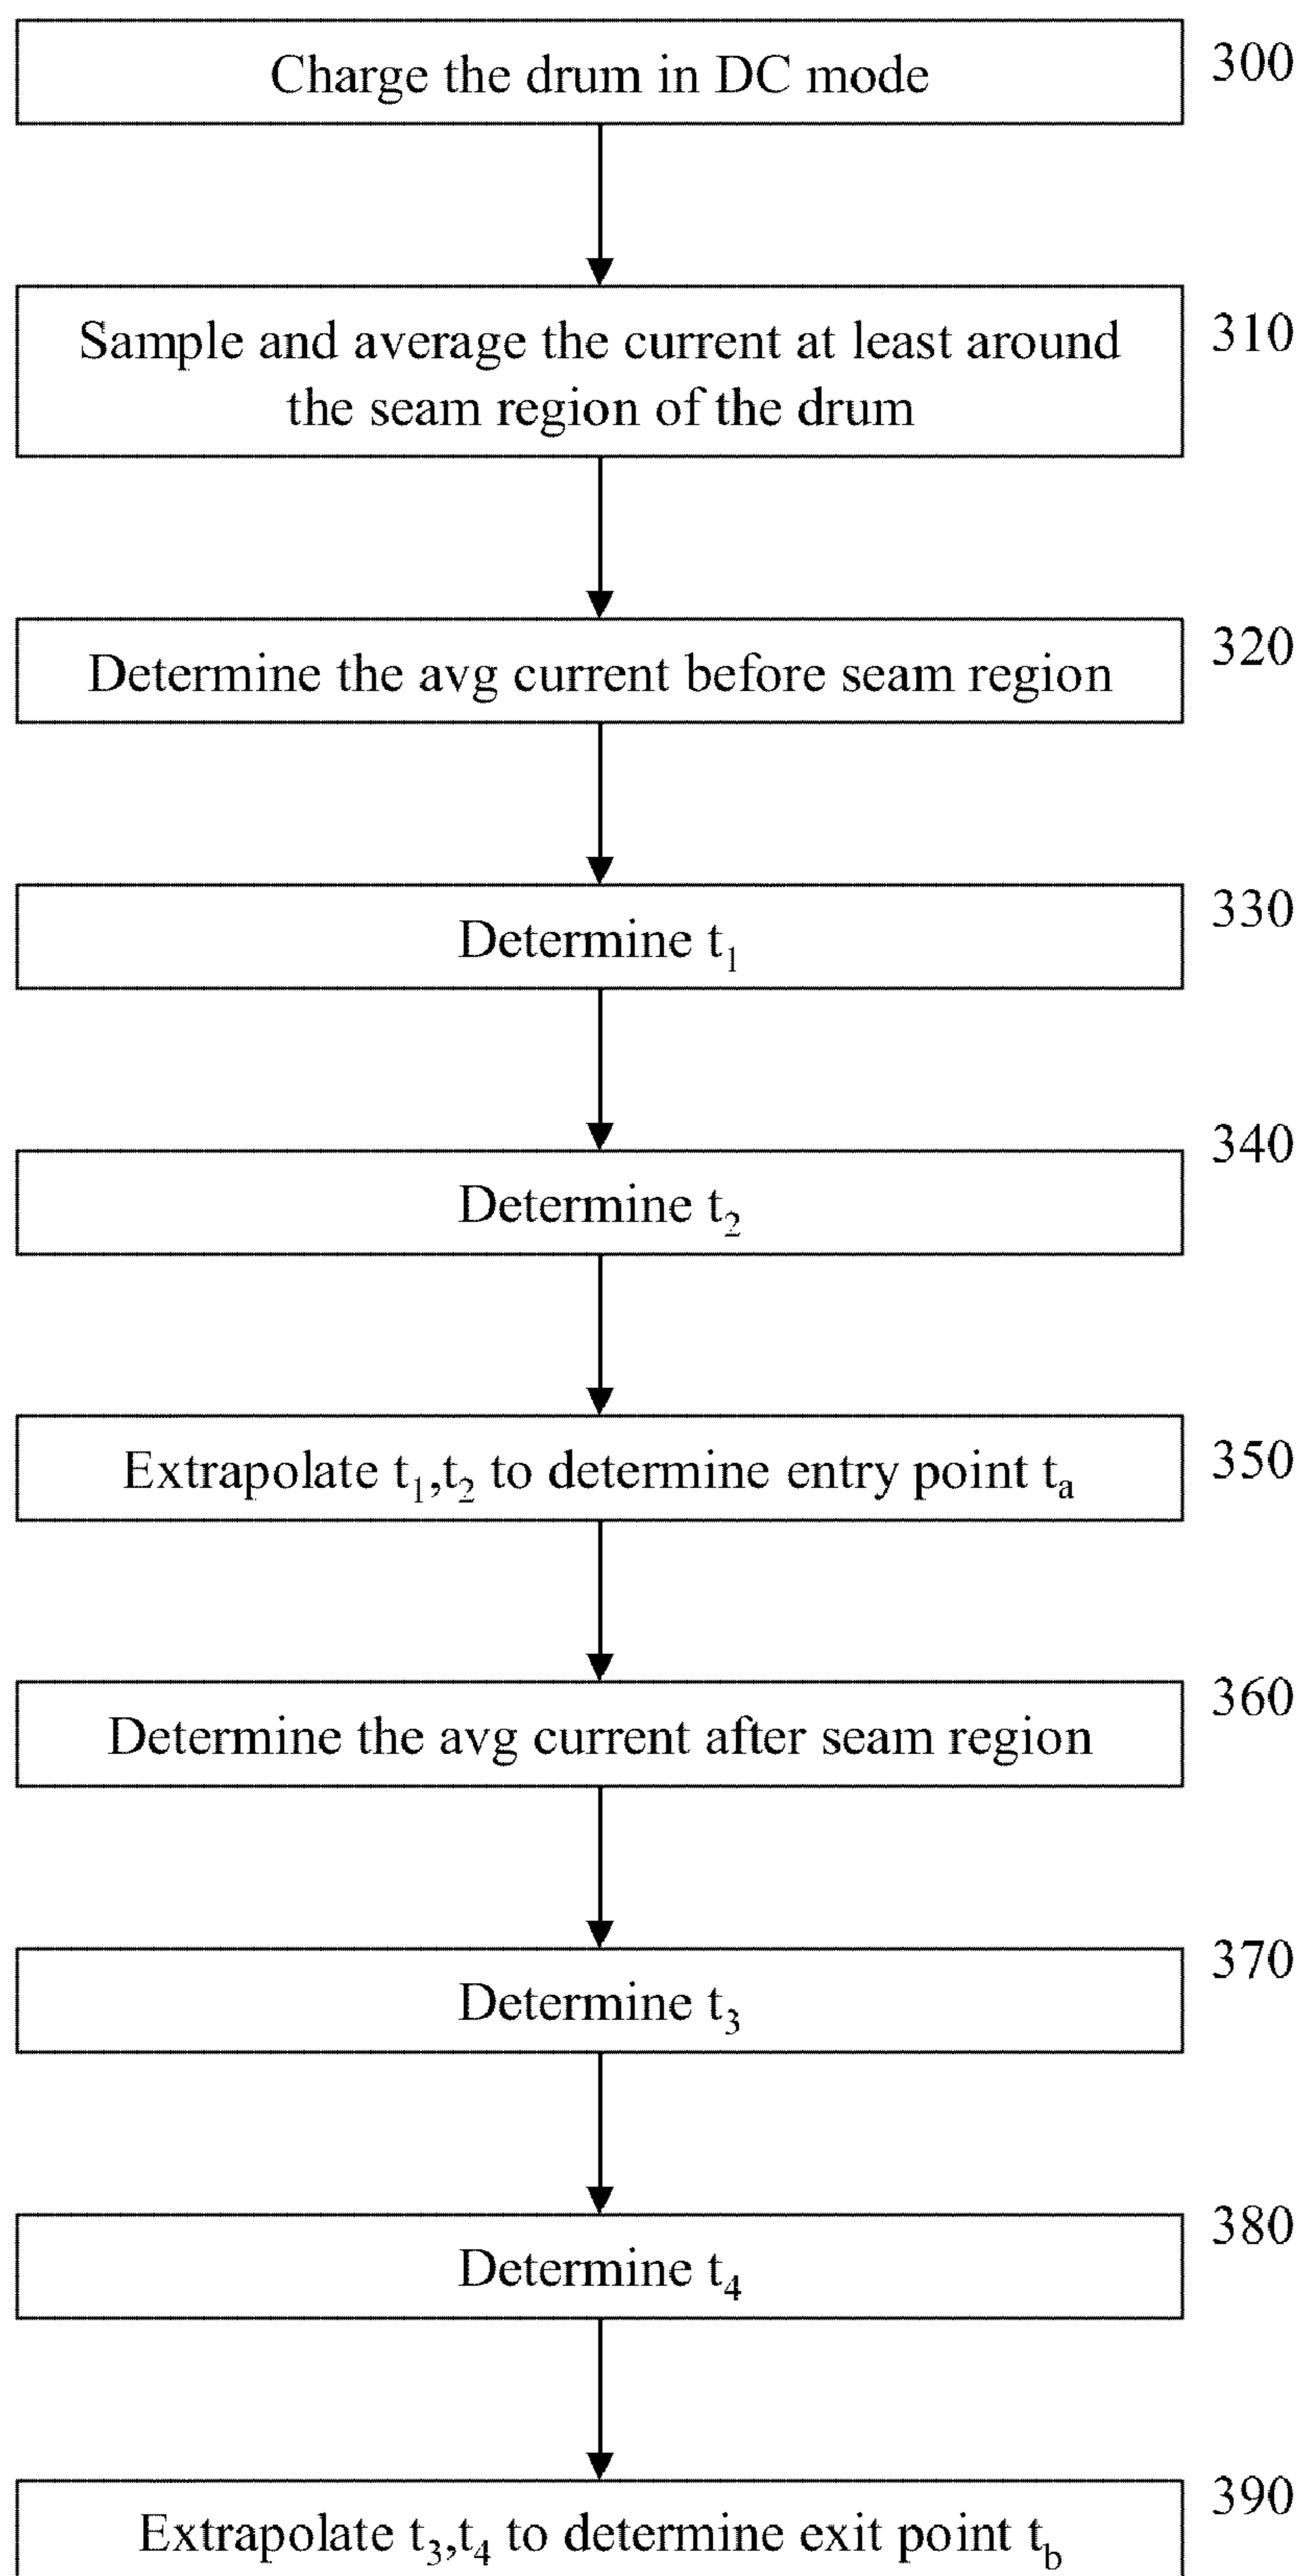 Charge the drum in DC mode
300
Sample and average the current at least around
the seam region of the drum
310
Determine the avg current before seam region
320
Determine t₁
330
Determine t₂
340
Extrapolate t₁,t₂ to determine entry point tₐ
350
Determine the avg current after seam region
360
Determine t₃
370
Determine t₄
380
Extrapolate t₃,t₄ to determine exit point t_b
390